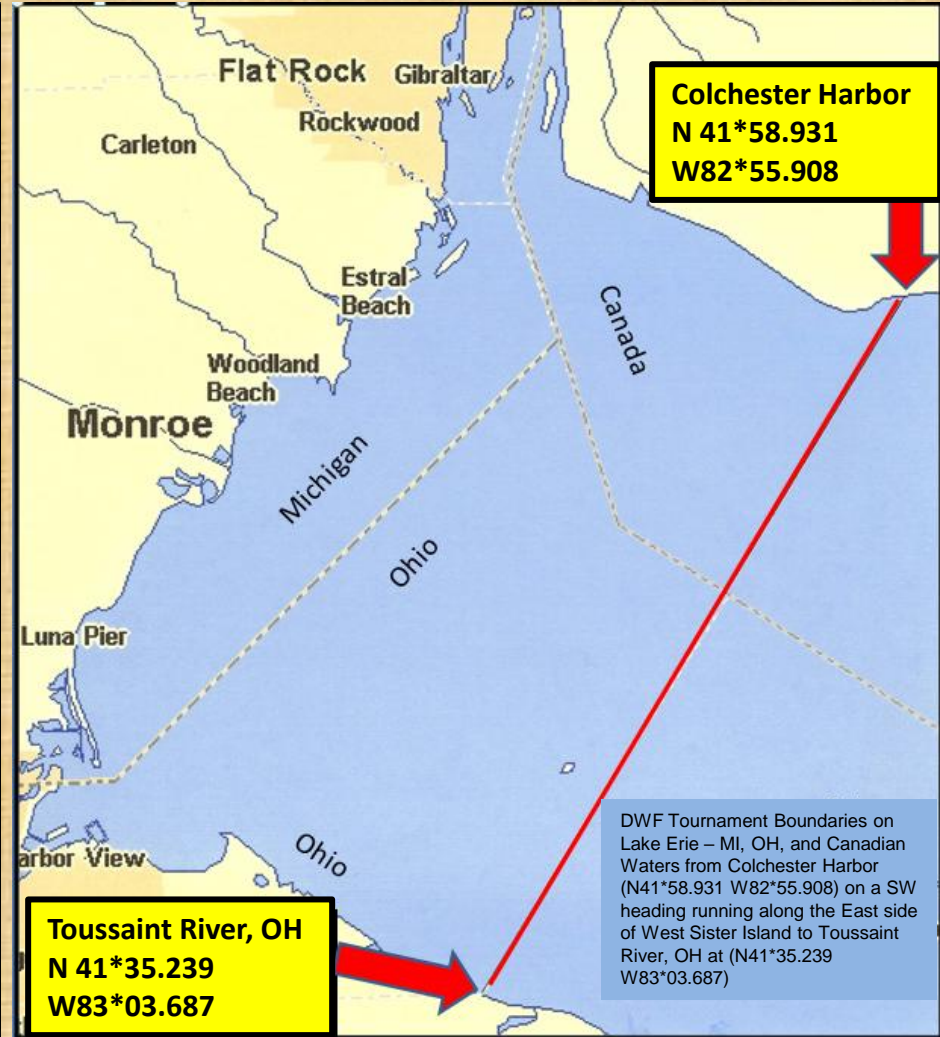 Flat Rock
Gibraltar
Rockwood
Carleton
Colchester Harbor
N 41*58.931
W82*55.908
Estral
Beach
Canada
Woodland
Beach
Monroe
Michigan
Ohio
Luna Pier
arbor View
Ohio
DWF Tournament Boundaries on
Lake Erie – MI, OH, and Canadian
Waters from Colchester Harbor
(N41*58.931 W82*55.908) on a SW
heading running along the East side
of West Sister Island to Toussaint
River, OH at (N41*35.239
W83*03.687)
Toussaint River, OH
N 41*35.239
W83*03.687